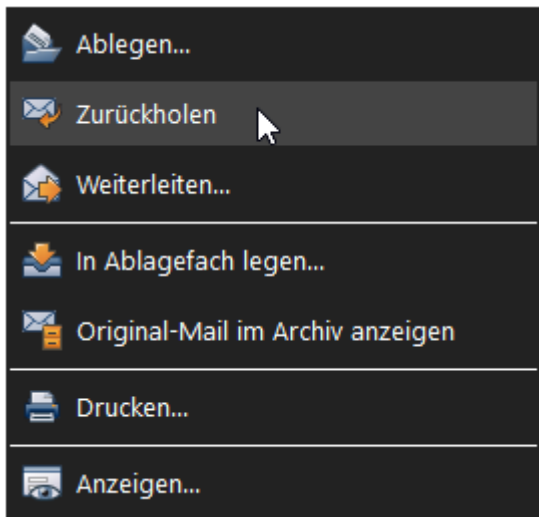 Ablegen...
Zurückholen
Weiterleiten...
In Ablagefach legen...
Original-Mail im Archiv anzeigen
Drucken...
Anzeigen...